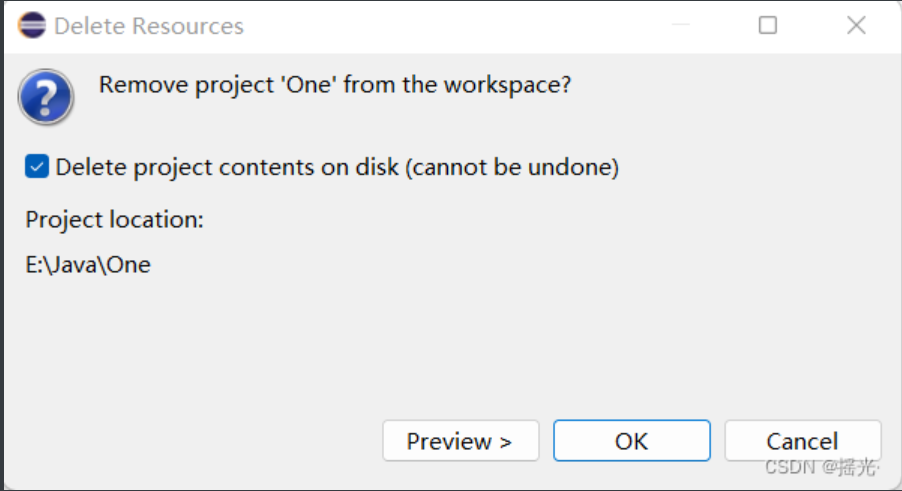 Delete Resources
Remove project 'One' from the workspace?
Delete project contents on disk (cannot be undone)
Project location:
E:\Java\One
Preview >
OK
Cancel
CSDN @摇光·